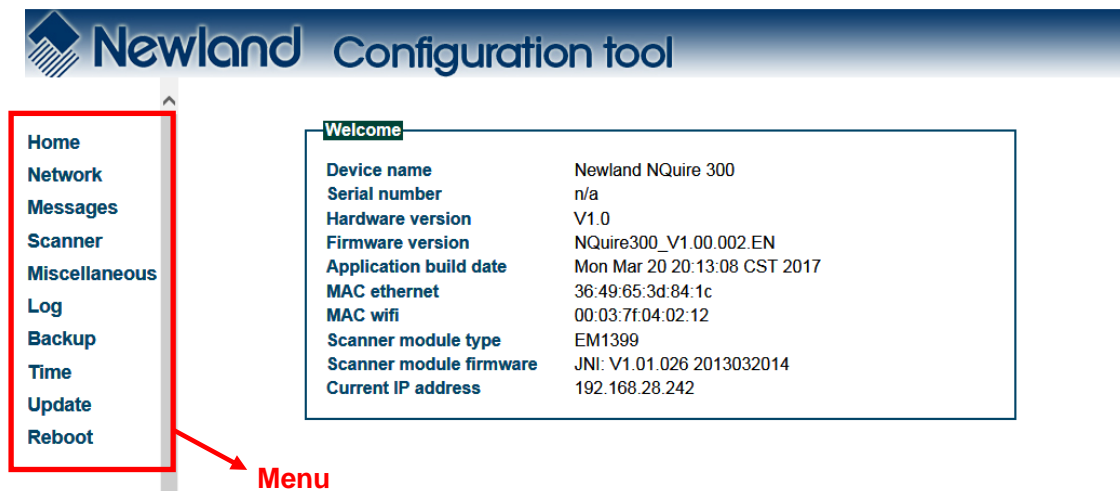 Newland Configuration tool
Home
Network
Messages
Scanner
Miscellaneous
Log
Backup
Time
Update
Reboot
Menu
Welcome
Device name Newland NQuire 300
Serial number n/a
Hardware version V1.0
Firmware version NQuire300_V1.00.002.EN
Application build date Mon Mar 20 20:13:08 CST 2017
MAC ethernet 36:49:65:3d:84:1c
MAC wifi 00:03:7f:04:02:12
Scanner module type EM1399
Scanner module firmware JNI: V1.01.026 2013032014
Current IP address 192.168.28.242